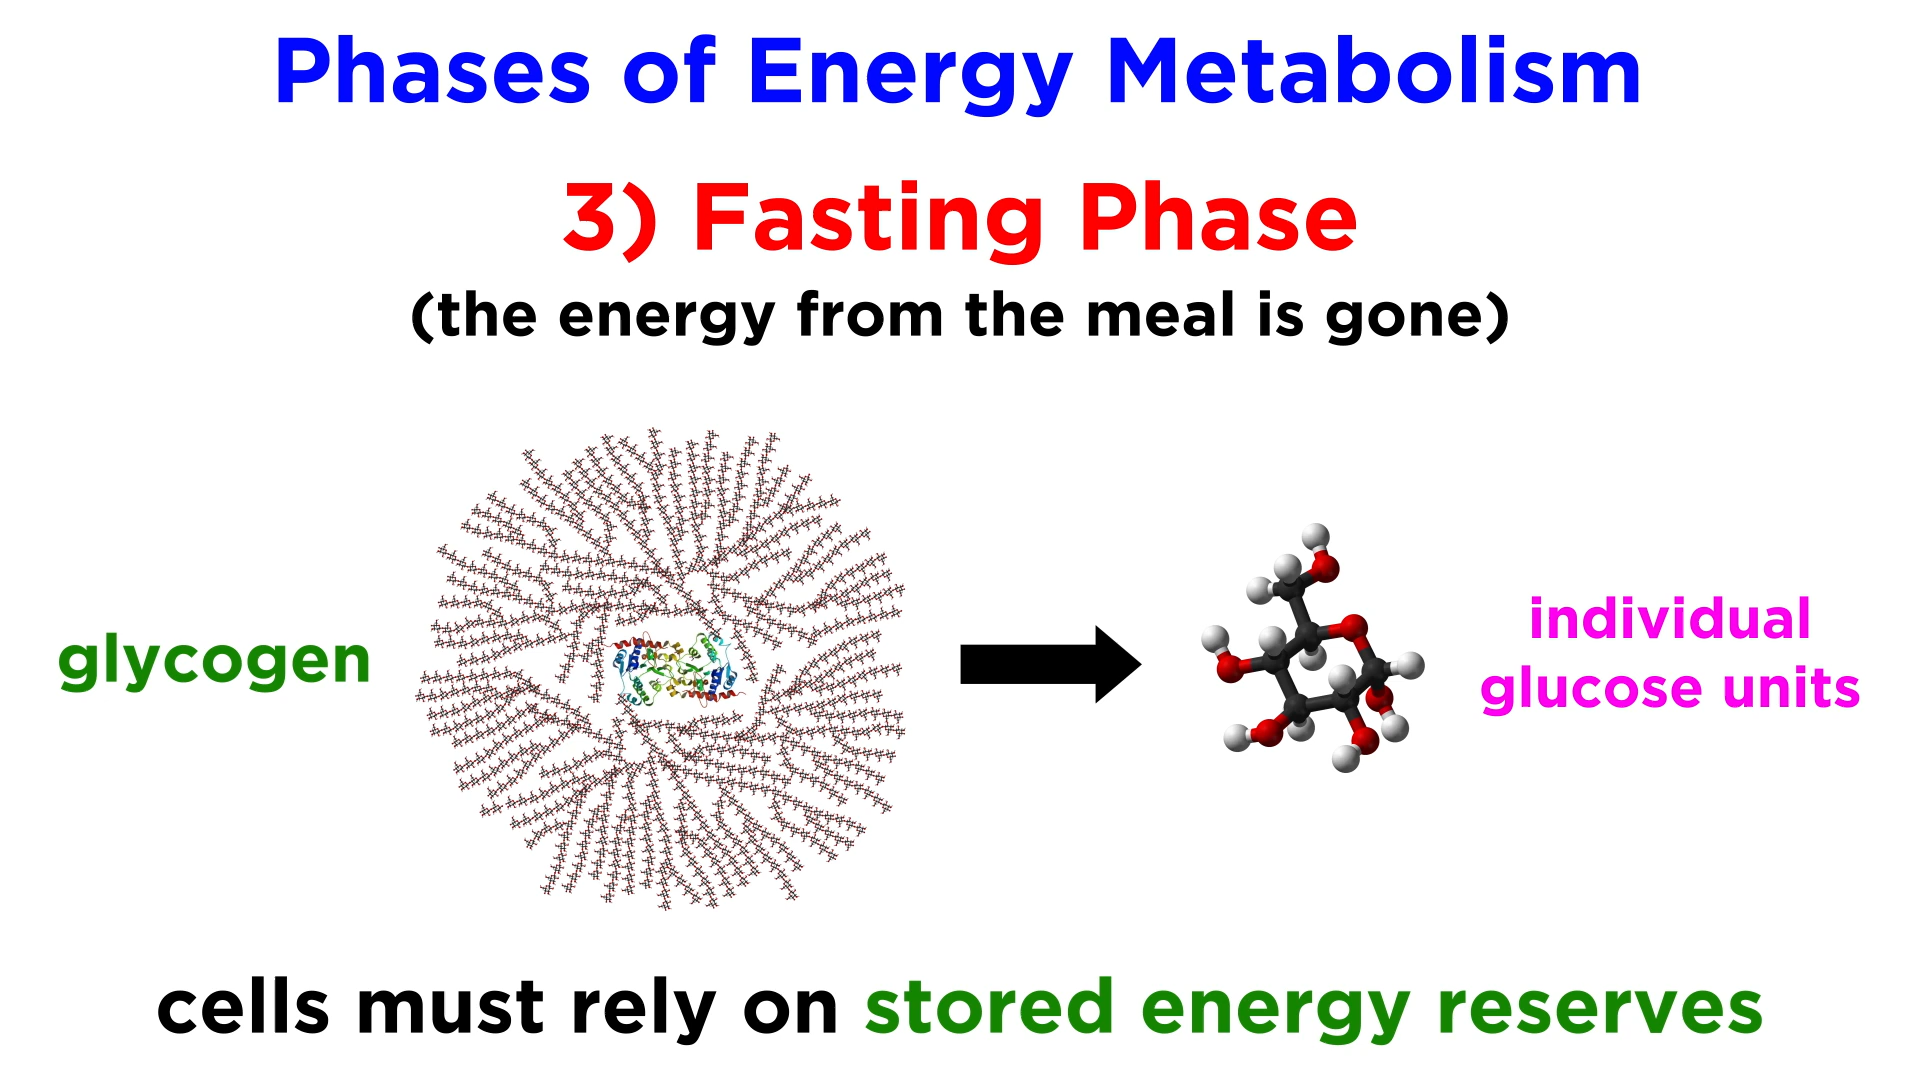 Phases of Energy Metabolism
3) Fasting Phase
(the energy from the meal is gone)
glycogen
individual
glucose units
cells must rely on stored energy reserves